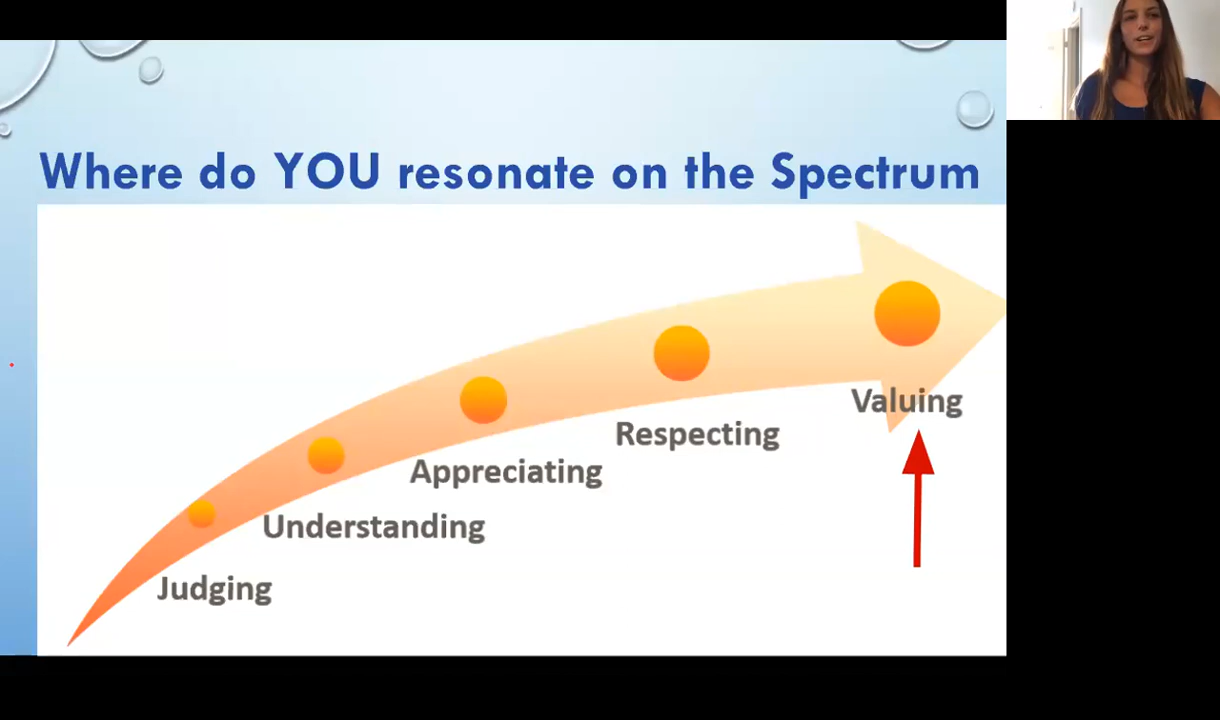 Where do YOU resonate on the Spectrum
Valuing
Respecting
Appreciating
Understanding
Judging